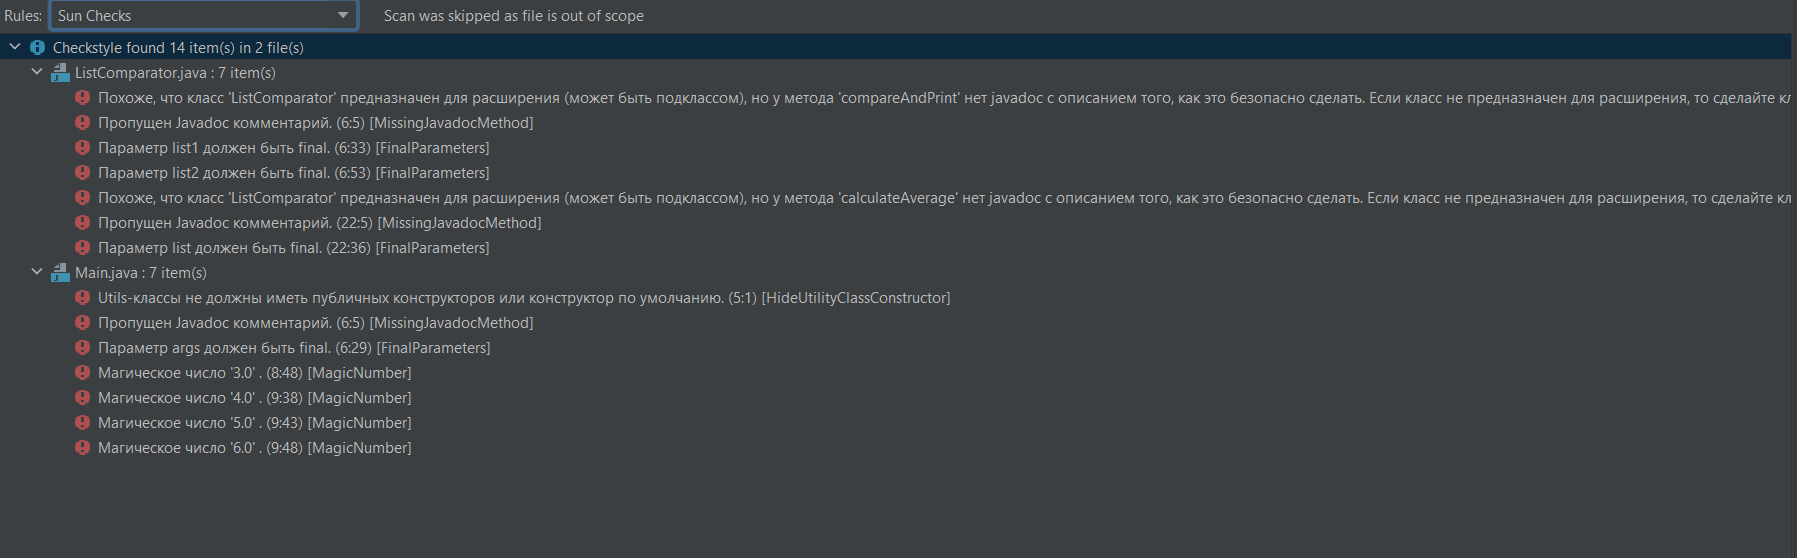 Rules: Sun Checks Scan was skipped as file is out of scope
Checkstyle found 14 item(s) in 2 file(s)
ListComparator.java : 7 item(s)
Похоже, что класс 'ListComparator' предназначен для расширения (может быть подклассом), но у метода 'compareAndPrint' нет javadoc с описанием того, как это безопасно сделать. Если класс не предназначен для расширения, то сделайте кл
Пропущен Javadoc комментарий. (6:5) [MissingJavadocMethod]
Параметр list1 должен быть final. (6:33) [FinalParameters]
Параметр list2 должен быть final. (6:53) [FinalParameters]
Похоже, что класс 'ListComparator' предназначен для расширения (может быть подклассом), но у метода 'calculateAverage' нет javadoc с описанием того, как это безопасно сделать. Если класс не предназначен для расширения, то сделайте кл
Пропущен Javadoc комментарий. (22:5) [MissingJavadocMethod]
Параметр list должен быть final. (22:36) [FinalParameters]
Main.java : 7 item(s)
Utils-классы не должны иметь публичных конструкторов или конструктор по умолчанию. (5:1) [HideUtilityClassConstructor]
Пропущен Javadoc комментарий. (6:5) [MissingJavadocMethod]
Параметр args должен быть final. (6:29) [FinalParameters]
Магическое число '3.0' . (8:48) [MagicNumber]
Магическое число '4.0' . (9:38) [MagicNumber]
Магическое число '5.0' . (9:43) [MagicNumber]
Магическое число '6.0' . (9:48) [MagicNumber]